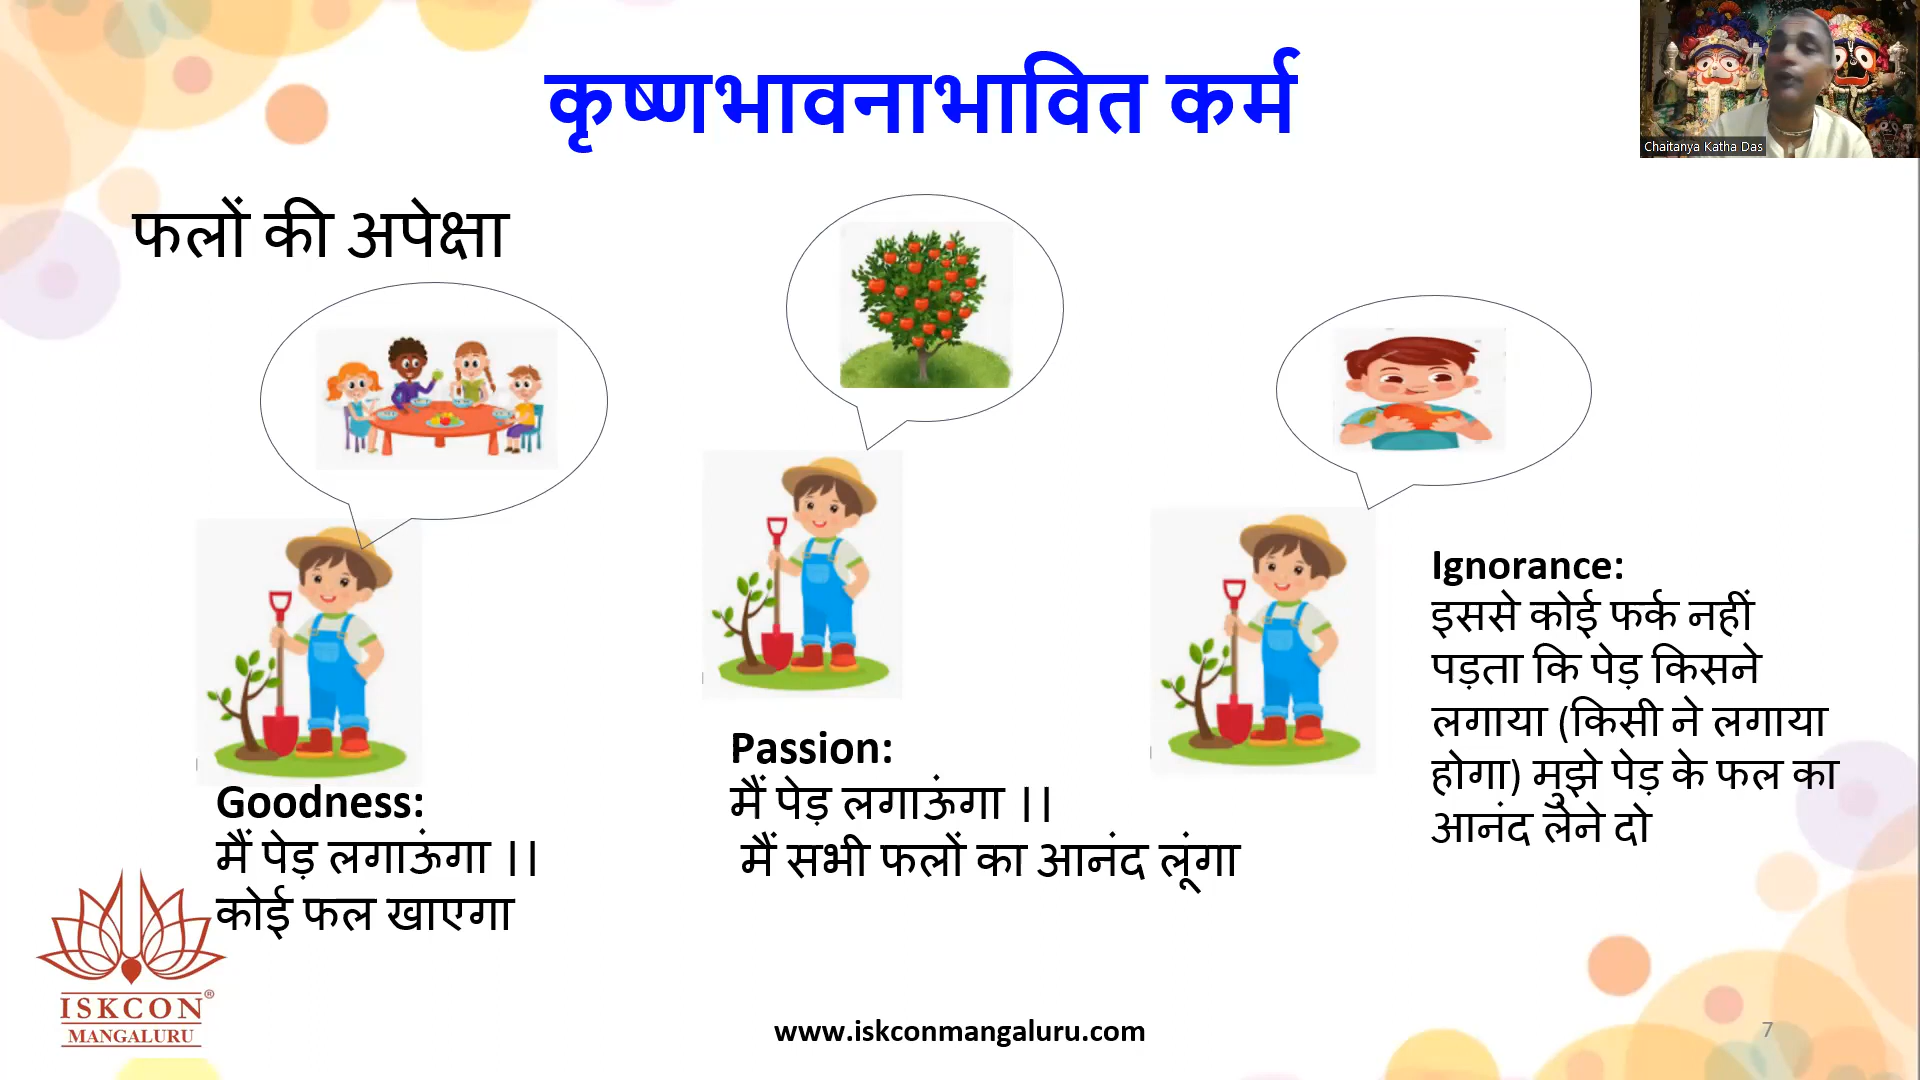 कृष्णभावनाभावित कर्म
Chaitanya Katha Das
फलों की अपेक्षा
Goodness:
मैं पेड़ लगाऊंगा ।।
कोई फल खाएगा
Passion:
मैं पेड़ लगाऊंगा ।।
मैं सभी फलों का आनंद लूंगा
Ignorance:
इससे कोई फर्क नहीं
पड़ता कि पेड़ किसने
लगाया (किसी ने लगाया
होगा) मुझे पेड़ के फल का
आनंद लेने दो
ISKCON®
MANGALURU
www.iskconmangaluru.com
7